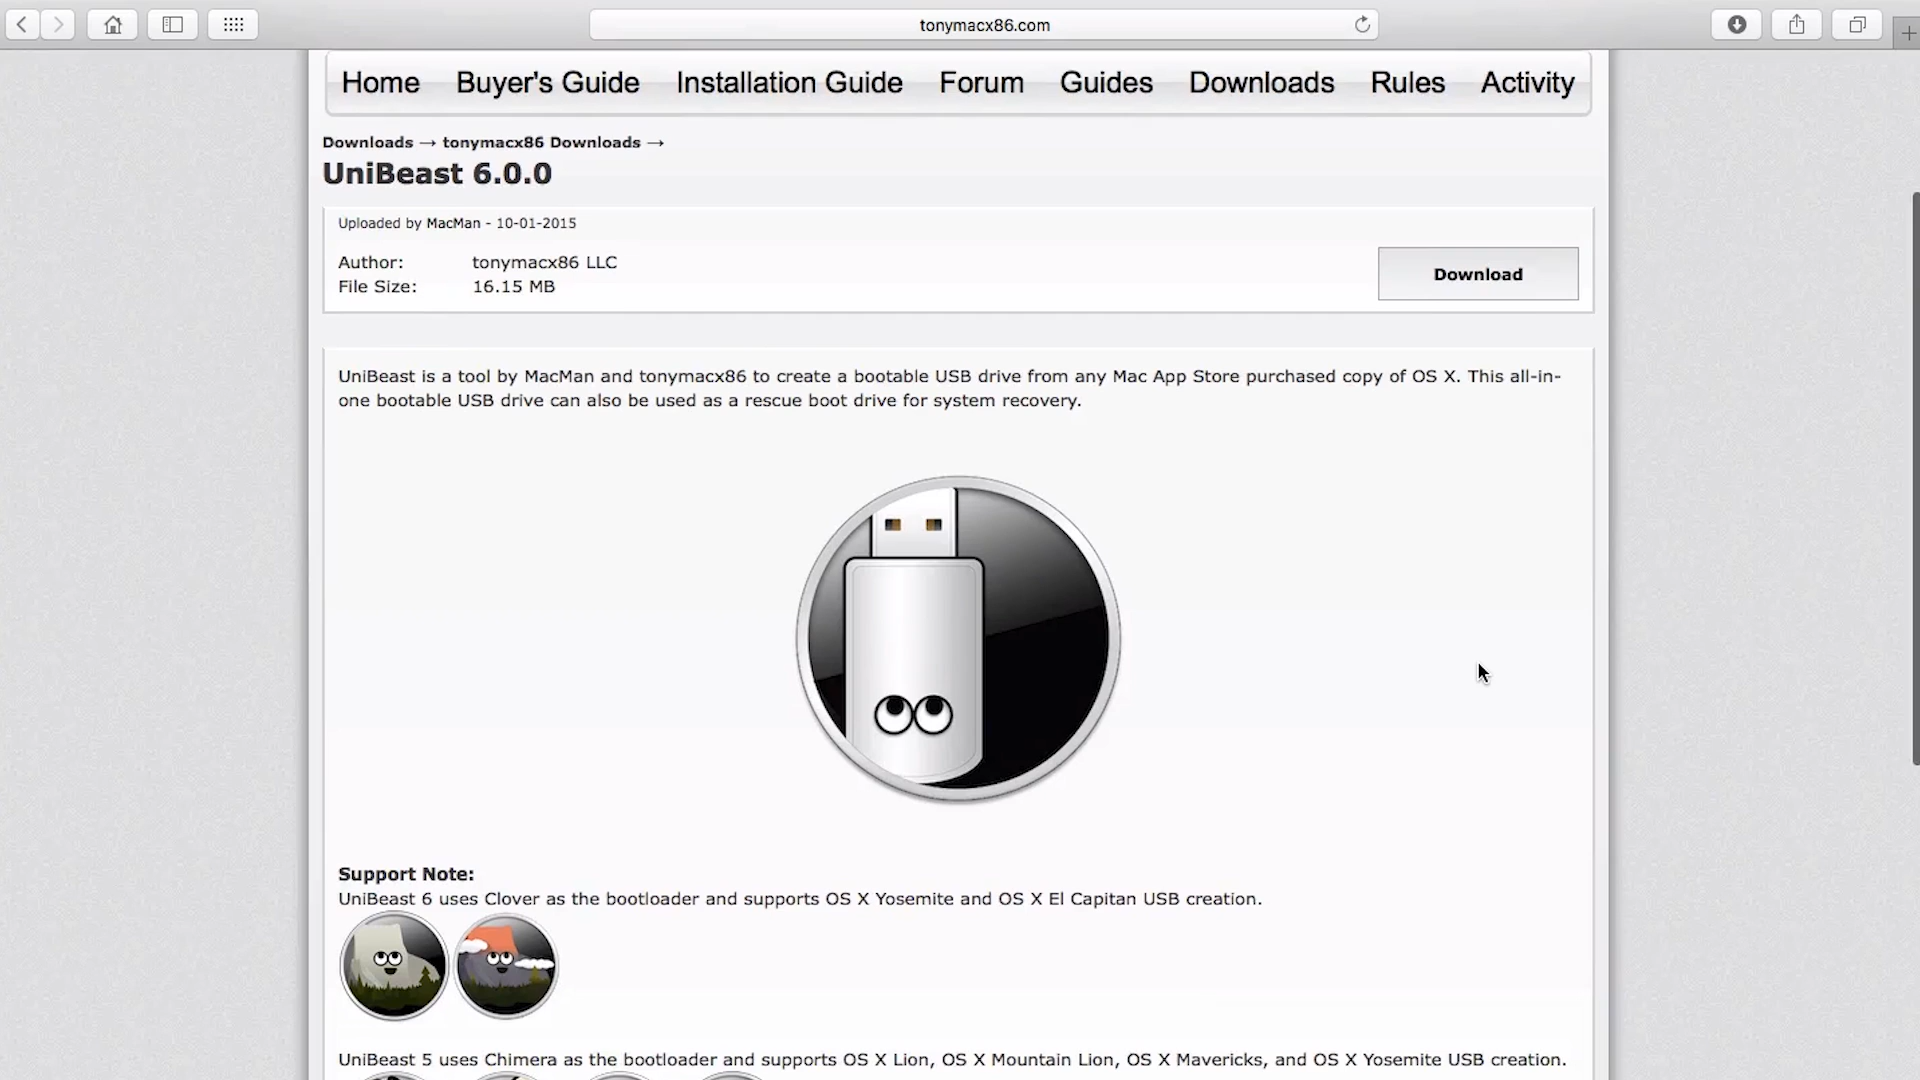 tonymacx86.com
Home Buyer's Guide Installation Guide Forum Guides Downloads Rules Activity
Downloads → tonymacx86 Downloads →
UniBeast 6.0.0
Uploaded by MacMan - 10-01-2015
Author: tonymacx86 LLC
File Size: 16.15 MB
Download
UniBeast is a tool by MacMan and tonymacx86 to create a bootable USB drive from any Mac App Store purchased copy of OS X. This all-in-
one bootable USB drive can also be used as a rescue boot drive for system recovery.
Support Note:
UniBeast 6 uses Clover as the bootloader and supports OS X Yosemite and OS X El Capitan USB creation.
UniBeast 5 uses Chimera as the bootloader and supports OS X Lion, OS X Mountain Lion, OS X Mavericks, and OS X Yosemite USB creation.